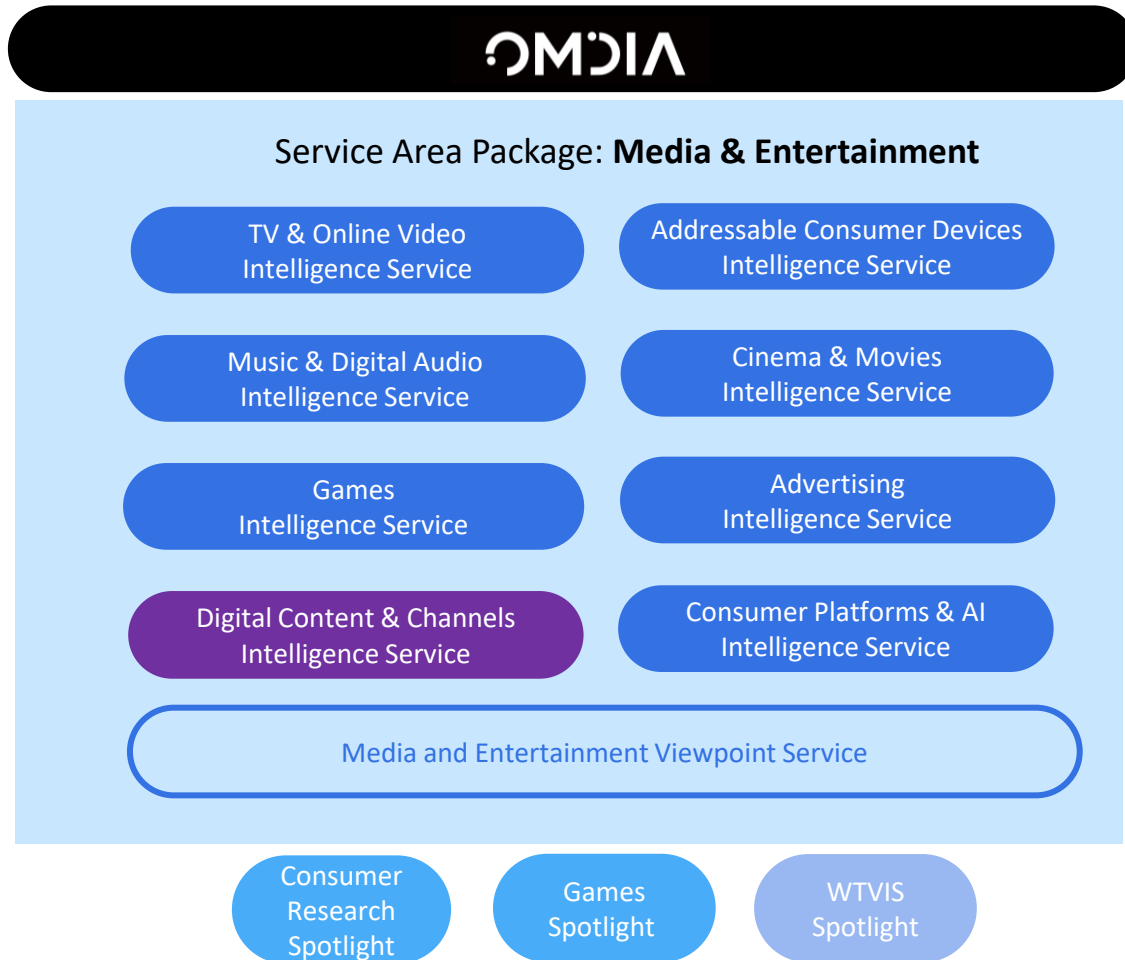 OMDIA
Service Area Package: Media & Entertainment
TV & Online Video
Intelligence Service
Addressable Consumer Devices
Intelligence Service
Music & Digital Audio
Intelligence Service
Cinema & Movies
Intelligence Service
Games
Intelligence Service
Advertising
Intelligence Service
Digital Content & Channels
Intelligence Service
Consumer Platforms & AI
Intelligence Service
Media and Entertainment Viewpoint Service
Consumer
Research
Spotlight
Games
Spotlight
WTVIS
Spotlight